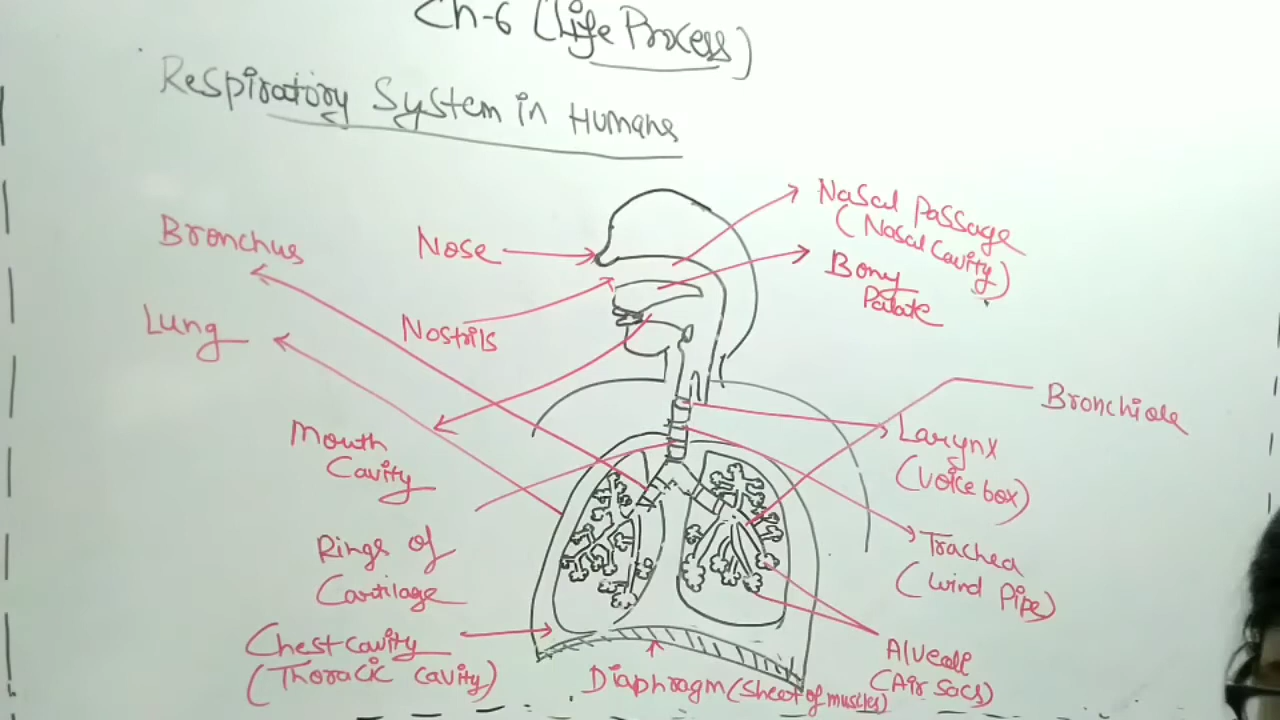 Ch-6 (Life Process)
Respiratory System in Humans
Nasal Passage
(Nasal Cavity)
Bronchus
Nose
Bony
Palate
Lung
Nostrils
Bronchiole
Mouth
Cavity
Larynx
(Voice box)
Rings of
Cartilage
Trachea
(Wind Pipe)
Chest cavity
(Thoracic cavity)
Alveoli
(Air sacs)
Diaphragm (Sheet of muscles)